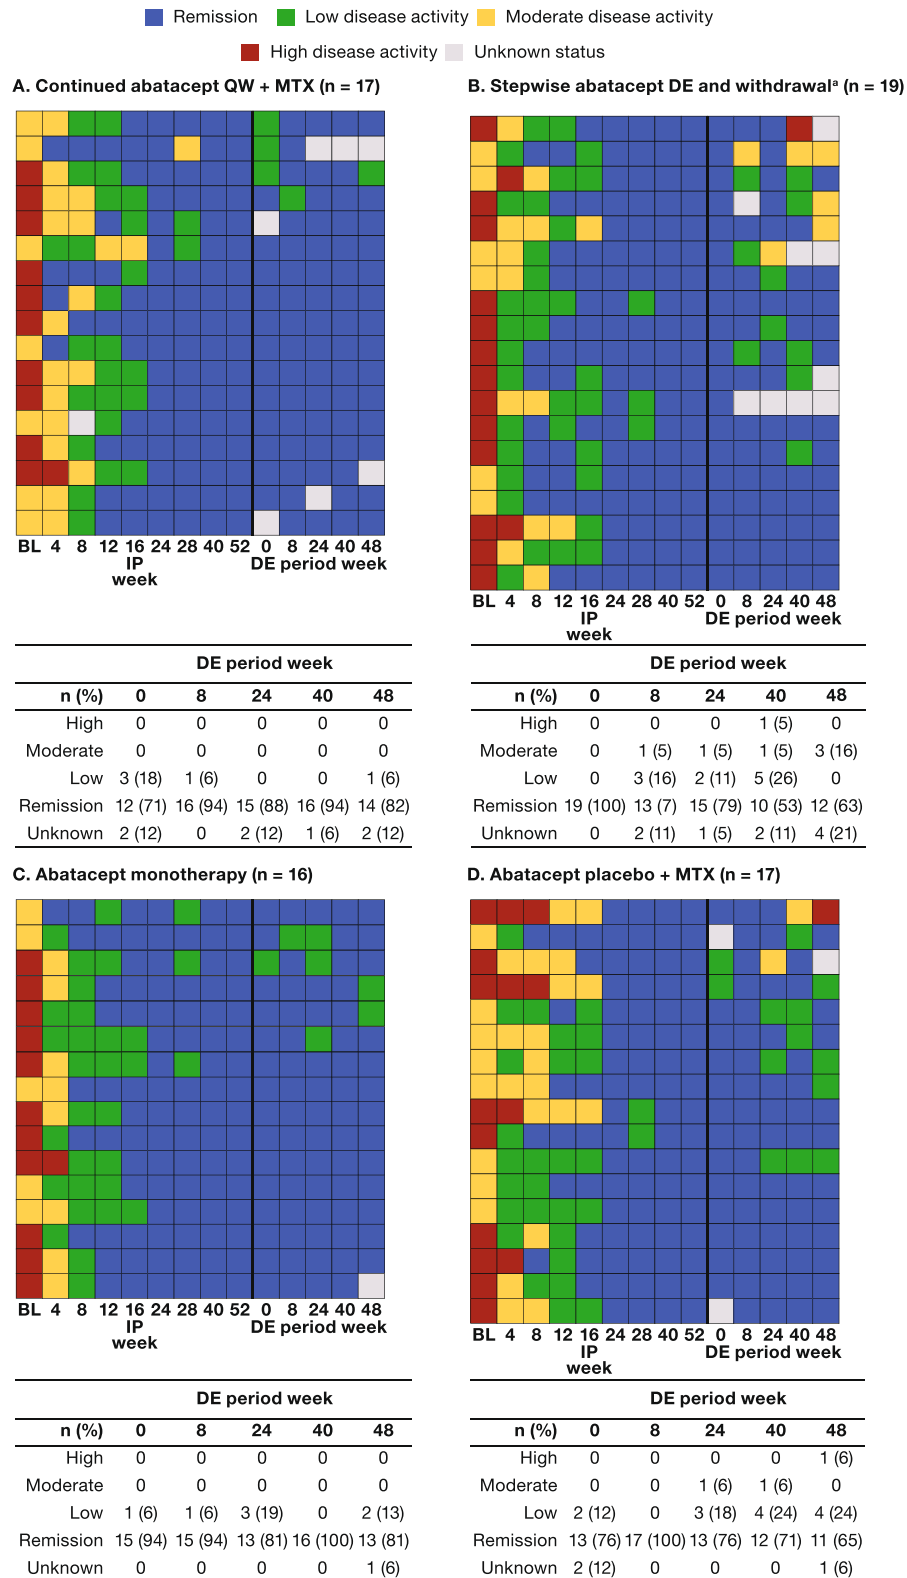 Remission Low disease activity Moderate disease activity
High disease activity Unknown status
A. Continued abatacept QW + MTX (n = 17)
BL 4 8 12 16 24 28 40 52 0 8 24 40 48
IP DE period week
week
DE period week
n (%) 0 8 24 40 48
High 0 0 0 0 0
Moderate 0 0 0 0 0
Low 3 (18) 1 (6) 0 0 1 (6)
Remission 12 (71) 16 (94) 15 (88) 16 (94) 14 (82)
Unknown 2 (12) 0 2 (12) 1 (6) 2 (12)
B. Stepwise abatacept DE and withdrawalᵃ (n = 19)
BL 4 8 12 16 24 28 40 52 0 8 24 40 48
IP DE period week
week
DE period week
n (%) 0 8 24 40 48
High 0 0 0 1 (5) 0
Moderate 0 1 (5) 1 (5) 1 (5) 3 (16)
Low 0 3 (16) 2 (11) 5 (26) 0
Remission 19 (100) 13 (7) 15 (79) 10 (53) 12 (63)
Unknown 0 2 (11) 1 (5) 2 (11) 4 (21)
C. Abatacept monotherapy (n = 16)
BL 4 8 12 16 24 28 40 52 0 8 24 40 48
IP DE period week
week
DE period week
n (%) 0 8 24 40 48
High 0 0 0 0 0
Moderate 0 0 0 0 0
Low 1 (6) 1 (6) 3 (19) 0 2 (13)
Remission 15 (94) 15 (94) 13 (81) 16 (100) 13 (81)
Unknown 0 0 0 0 1 (6)
D. Abatacept placebo + MTX (n = 17)
BL 4 8 12 16 24 28 40 52 0 8 24 40 48
IP DE period week
week
DE period week
n (%) 0 8 24 40 48
High 0 0 0 0 1 (6)
Moderate 0 0 1 (6) 1 (6) 0
Low 2 (12) 0 3 (18) 4 (24) 4 (24)
Remission 13 (76) 17 (100) 13 (76) 12 (71) 11 (65)
Unknown 2 (12) 0 0 0 1 (6)